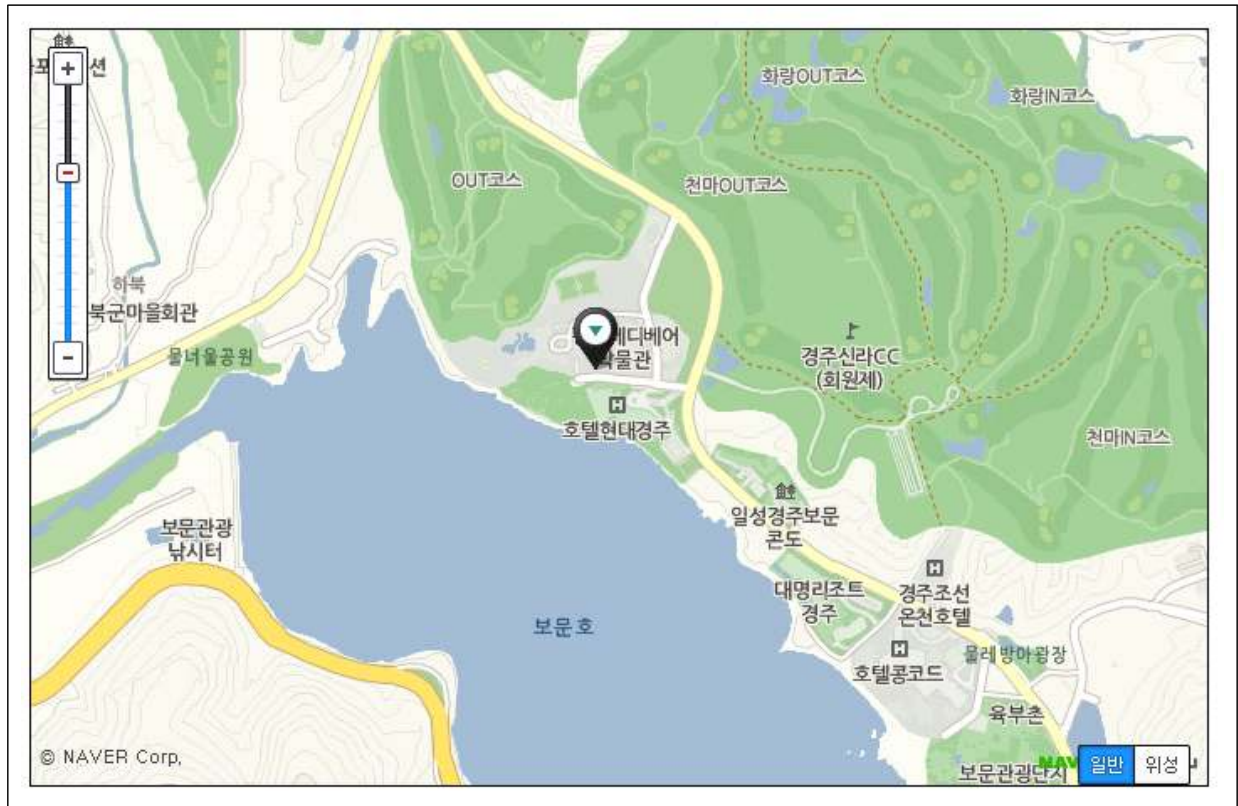 션
화랑OUT코스
화랑IN코스
OUT코스
천마OUT코스
하북
북군마을회관
물너울공원
테디베어
박물관
경주신라CC
(회원제)
호텔현대경주
천마IN코스
보문관광
낚시터
일성경주보문
콘도
대명리조트
경주
경주조선
온천호텔
보문호
물레방아광장
호텔콩코드
육부촌
보문관광단지
© NAVER Corp.
일반
위성